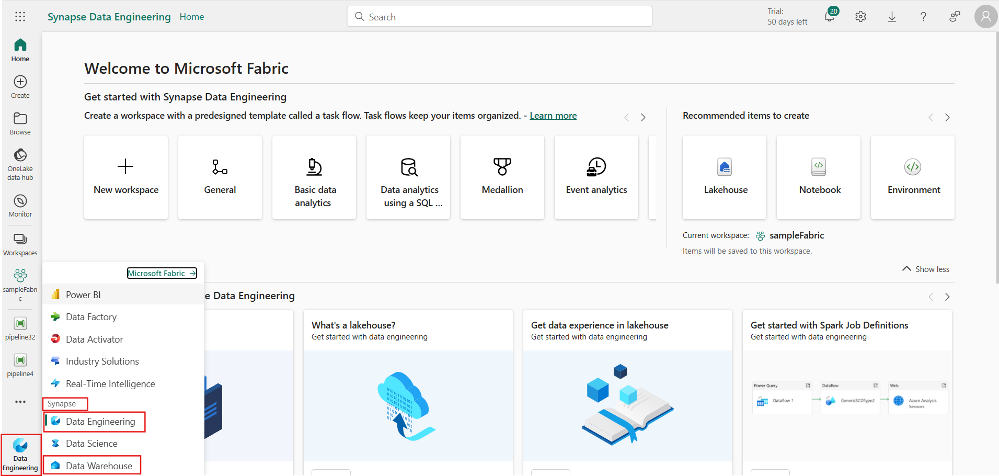 Synapse Data Engineering Home
Search
Trial:
50 days left
20
Home
Create
Browse
OneLake
data hub
Monitor
Workspaces
sampleFabri
c
pipeline32
pipeline4
Data
Engineering
Welcome to Microsoft Fabric
Get started with Synapse Data Engineering
Create a workspace with a predesigned template called a task flow. Task flows keep your items organized. - Learn more
New workspace
General
Basic data
analytics
Data analytics
using a SQL ...
Medallion
Event analytics
Recommended items to create
Lakehouse
Notebook
Environment
Current workspace: sampleFabric
Items will be saved to this workspace.
Show less
Microsoft Fabric
Power BI
Data Factory
Data Activator
Industry Solutions
Real-Time Intelligence
Synapse
Data Engineering
Data Science
Data Warehouse
e Data Engineering
What's a lakehouse?
Get started with data engineering
010101010101
Get data experience in lakehouse
Get started with data engineering
Get started with Spark Job Definitions
Get started with data engineering
Power Query
Dataflow 1
Dataflow
GenericSCDType2
Web
Azure Analysis
Services